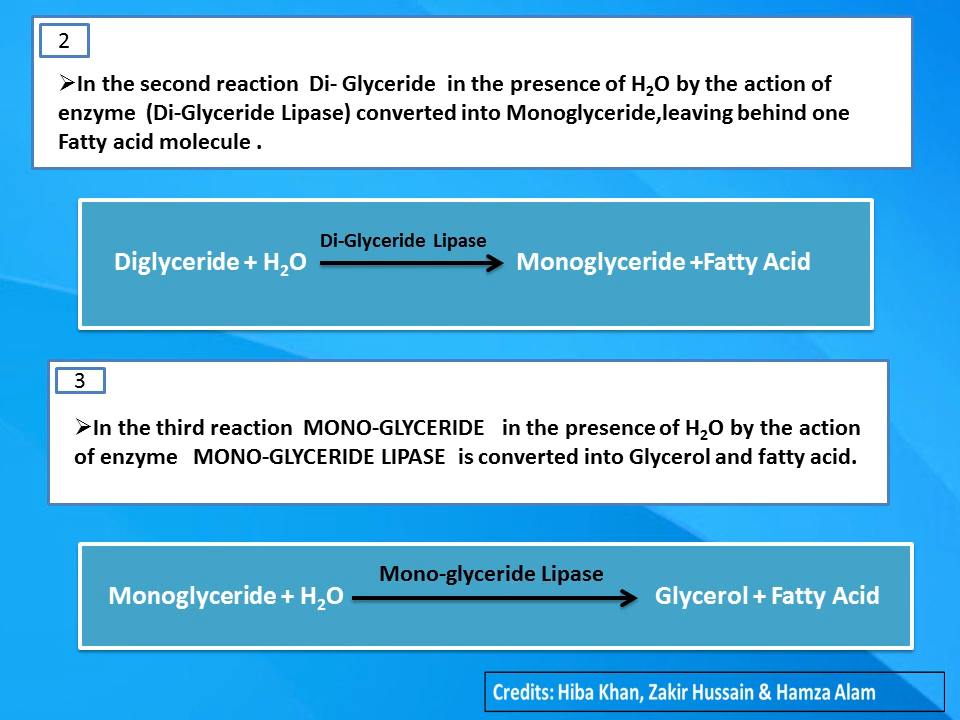 2
➢In the second reaction Di- Glyceride in the presence of H₂O by the action of
enzyme (Di-Glyceride Lipase) converted into Monoglyceride,leaving behind one
Fatty acid molecule .
Di-Glyceride Lipase
Diglyceride + H₂O Monoglyceride +Fatty Acid
3
➢In the third reaction MONO-GLYCERIDE in the presence of H₂O by the action
of enzyme MONO-GLYCERIDE LIPASE is converted into Glycerol and fatty acid.
Mono-glyceride Lipase
Monoglyceride + H₂O Glycerol + Fatty Acid
Credits: Hiba Khan, Zakir Hussain & Hamza Alam